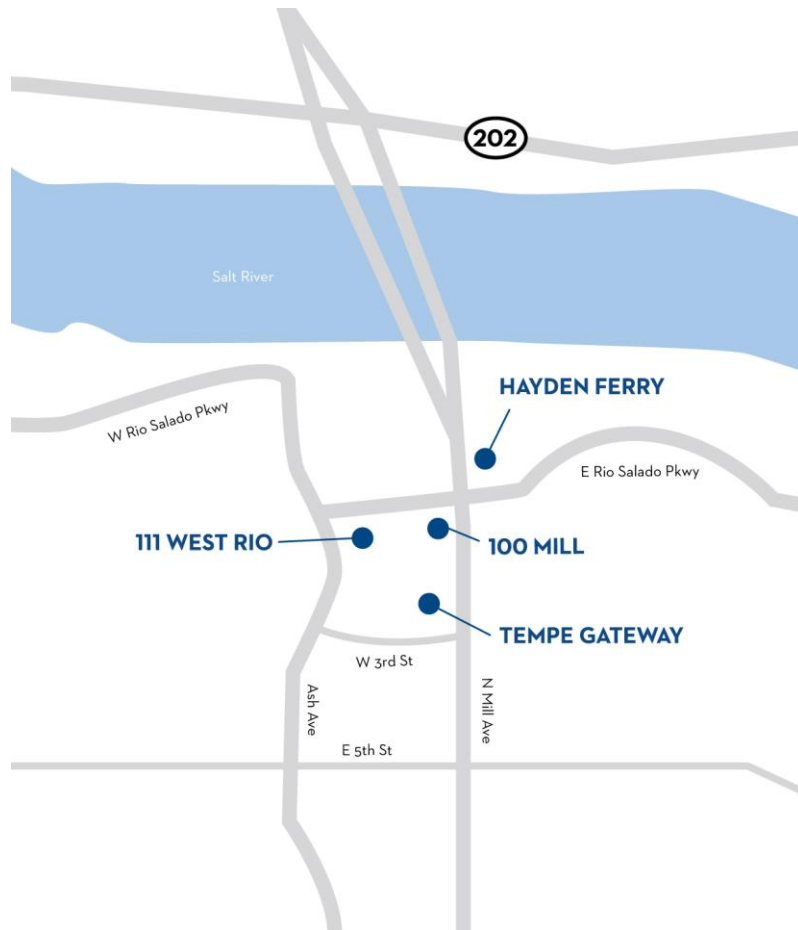 202
Salt River
HAYDEN FERRY
W Rio Salado Pkwy
E Rio Salado Pkwy
111 WEST RIO
100 MILL
TEMPE GATEWAY
W 3rd St
Ash Ave
N Mill Ave
E 5th St